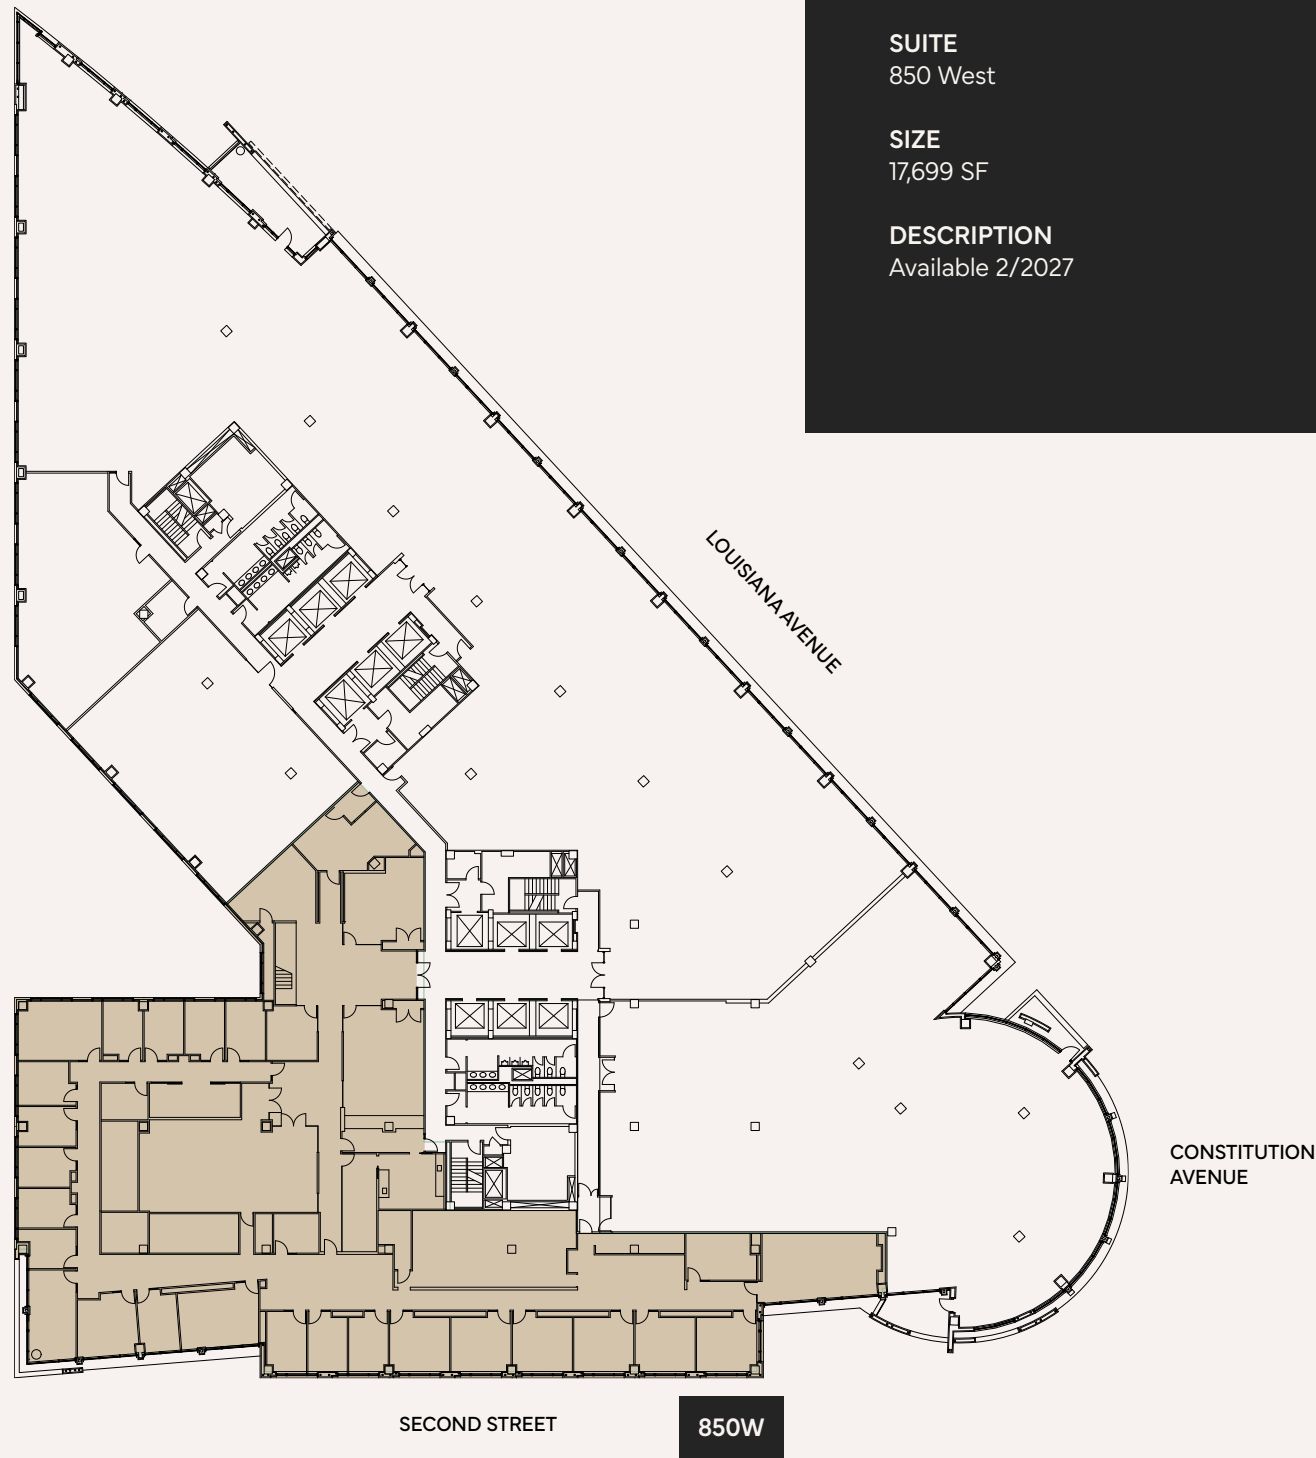 SUITE
850 West
SIZE
17,699 SF
DESCRIPTION
Available 2/2027
LOUISIANA AVENUE
CONSTITUTION
AVENUE
SECOND STREET
850W